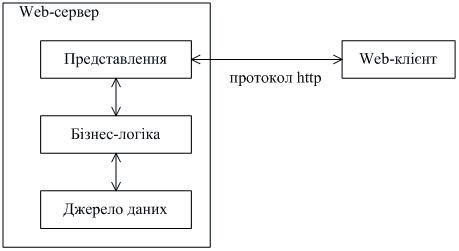 Web-сервер
Представлення
Web-клієнт
протокол http
Бізнес-логіка
Джерело даних